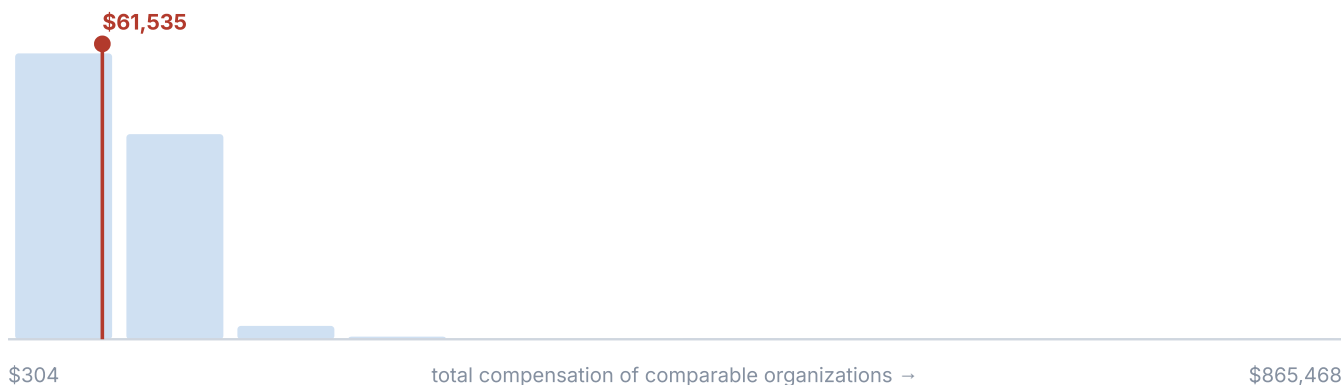 $61,535
$304
total compensation of comparable organizations →
$865,468